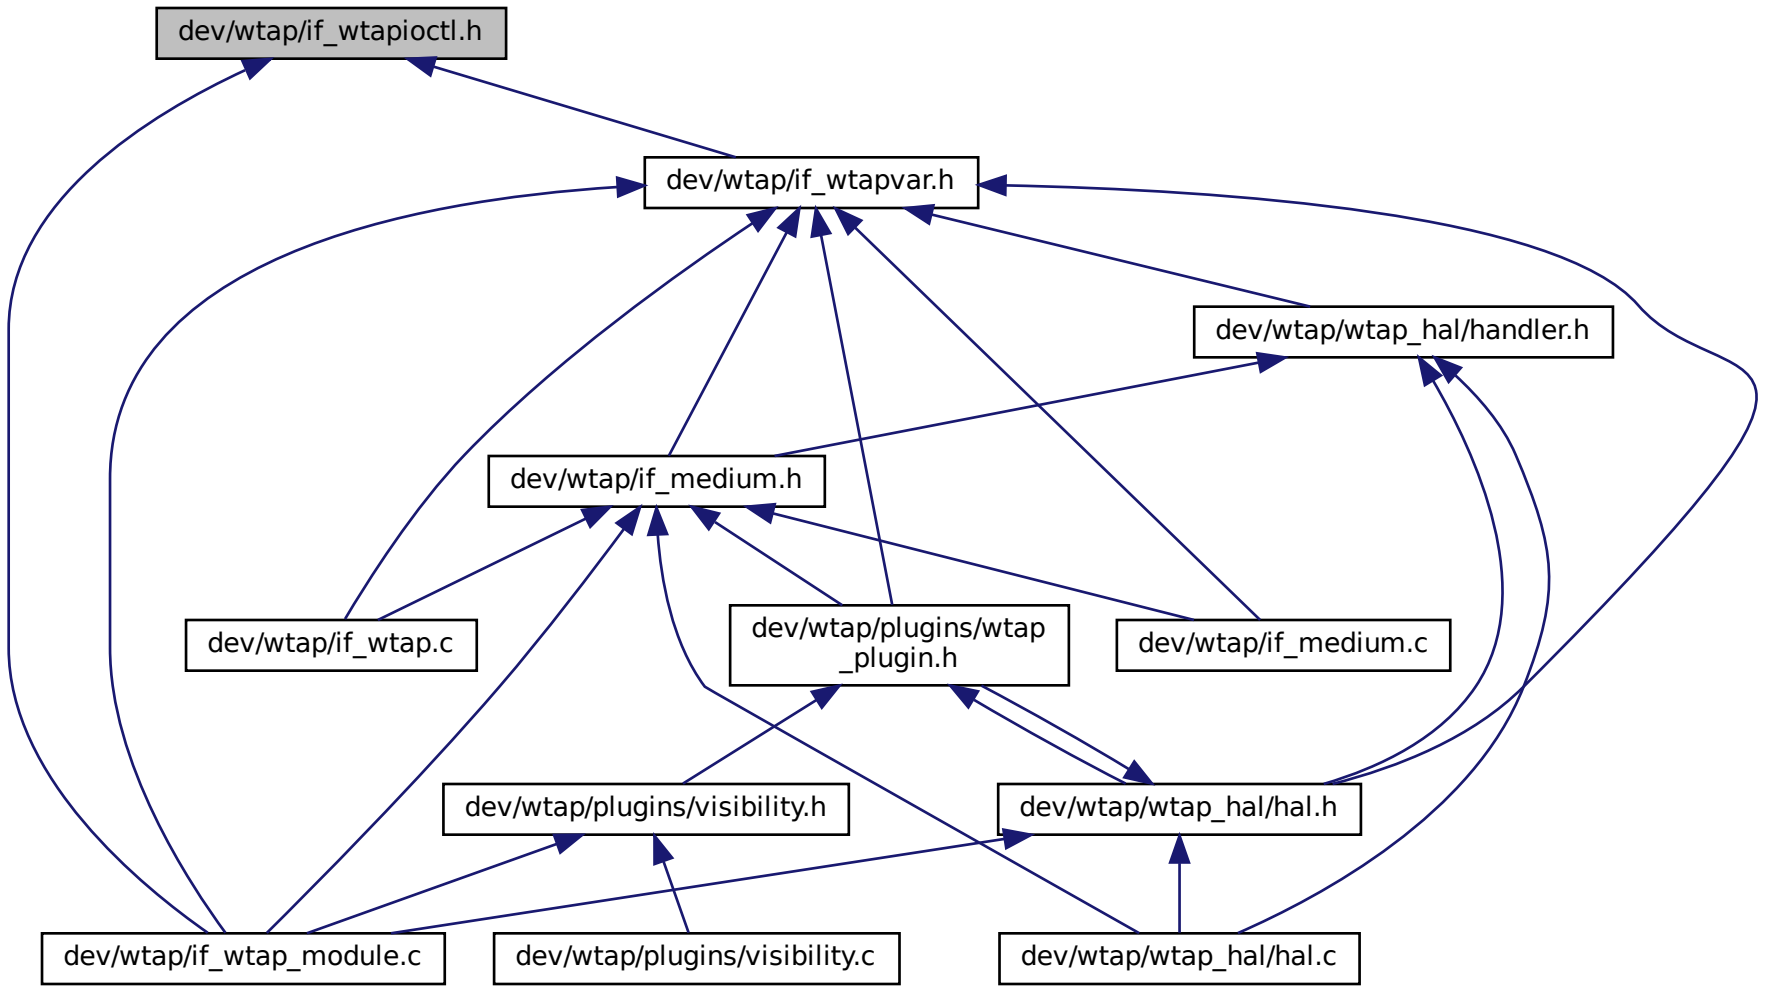 dev/wtap/if_wtapioctl.h
dev/wtap/if_wtapvar.h
dev/wtap/wtap_hal/handler.h
dev/wtap/if_medium.h
dev/wtap/if_wtap.c
dev/wtap/plugins/wtap
_plugin.h
dev/wtap/if_medium.c
dev/wtap/plugins/visibility.h
dev/wtap/wtap_hal/hal.h
dev/wtap/if_wtap_module.c
dev/wtap/plugins/visibility.c
dev/wtap/wtap_hal/hal.c